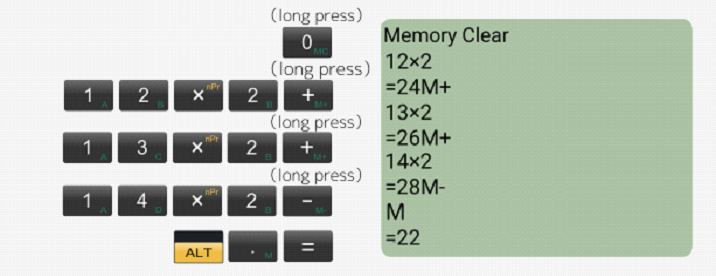 (long press)
0 MC
(long press)
1 A 2 B × nPr 2 B + M+
(long press)
1 A 3 C × nPr 2 B + M+
(long press)
1 A 4 D × nPr 2 B - M-
ALT . M =
Memory Clear
12×2
=24M+
13×2
=26M+
14×2
=28M-
M
=22